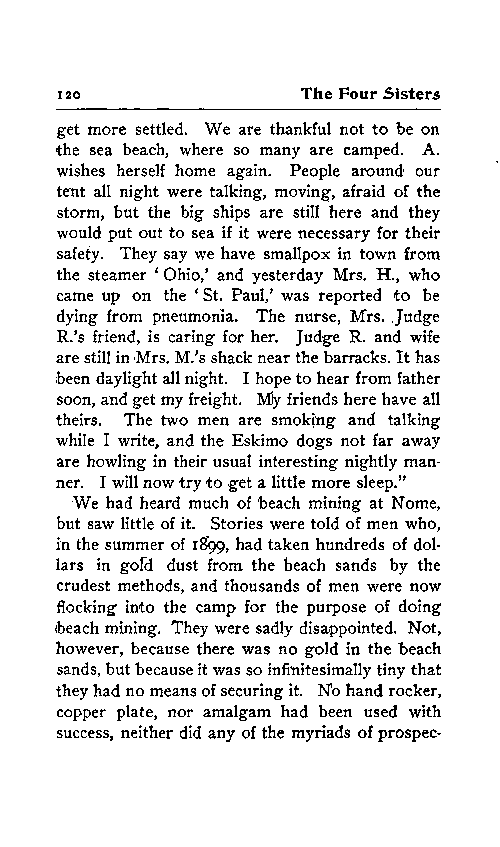 120 The Four Sisters
get more settled. We are thankful not to be on
the sea beach, where so many are camped. A.
wishes herself home again. People around our
tent all night were talking, moving, afraid of the
storm, but the big ships are still here and they
would put out to sea if it were necessary for their
safety. They say we have smallpox in town from
the steamer ‘Ohio,’ and yesterday Mrs. H., who
came up on the ‘St. Paul,’ was reported to be
dying from pneumonia. The nurse, Mrs. Judge
R.'s friend, is caring for her. Judge R. and wife
are still in Mrs. M.'s shack near the barracks. It has
been daylight all night. I hope to hear from father
soon, and get my freight. My friends here have all
theirs. The two men are smoking and talking
while I write, and the Eskimo dogs not far away
are howling in their usual interesting nightly man-
ner. I will now try to get a little more sleep."
We had heard much of beach mining at Nome,
but saw little of it. Stories were told of men who,
in the summer of 1899, had taken hundreds of dol-
lars in gold dust from the beach sands by the
crudest methods, and thousands of men were now
flocking into the camp for the purpose of doing
beach mining. They were sadly disappointed. Not,
however, because there was no gold in the beach
sands, but because it was so infinitesimally tiny that
they had no means of securing it. No hand rocker,
copper plate, nor amalgam had been used with
success, neither did any of the myriads of prospec-